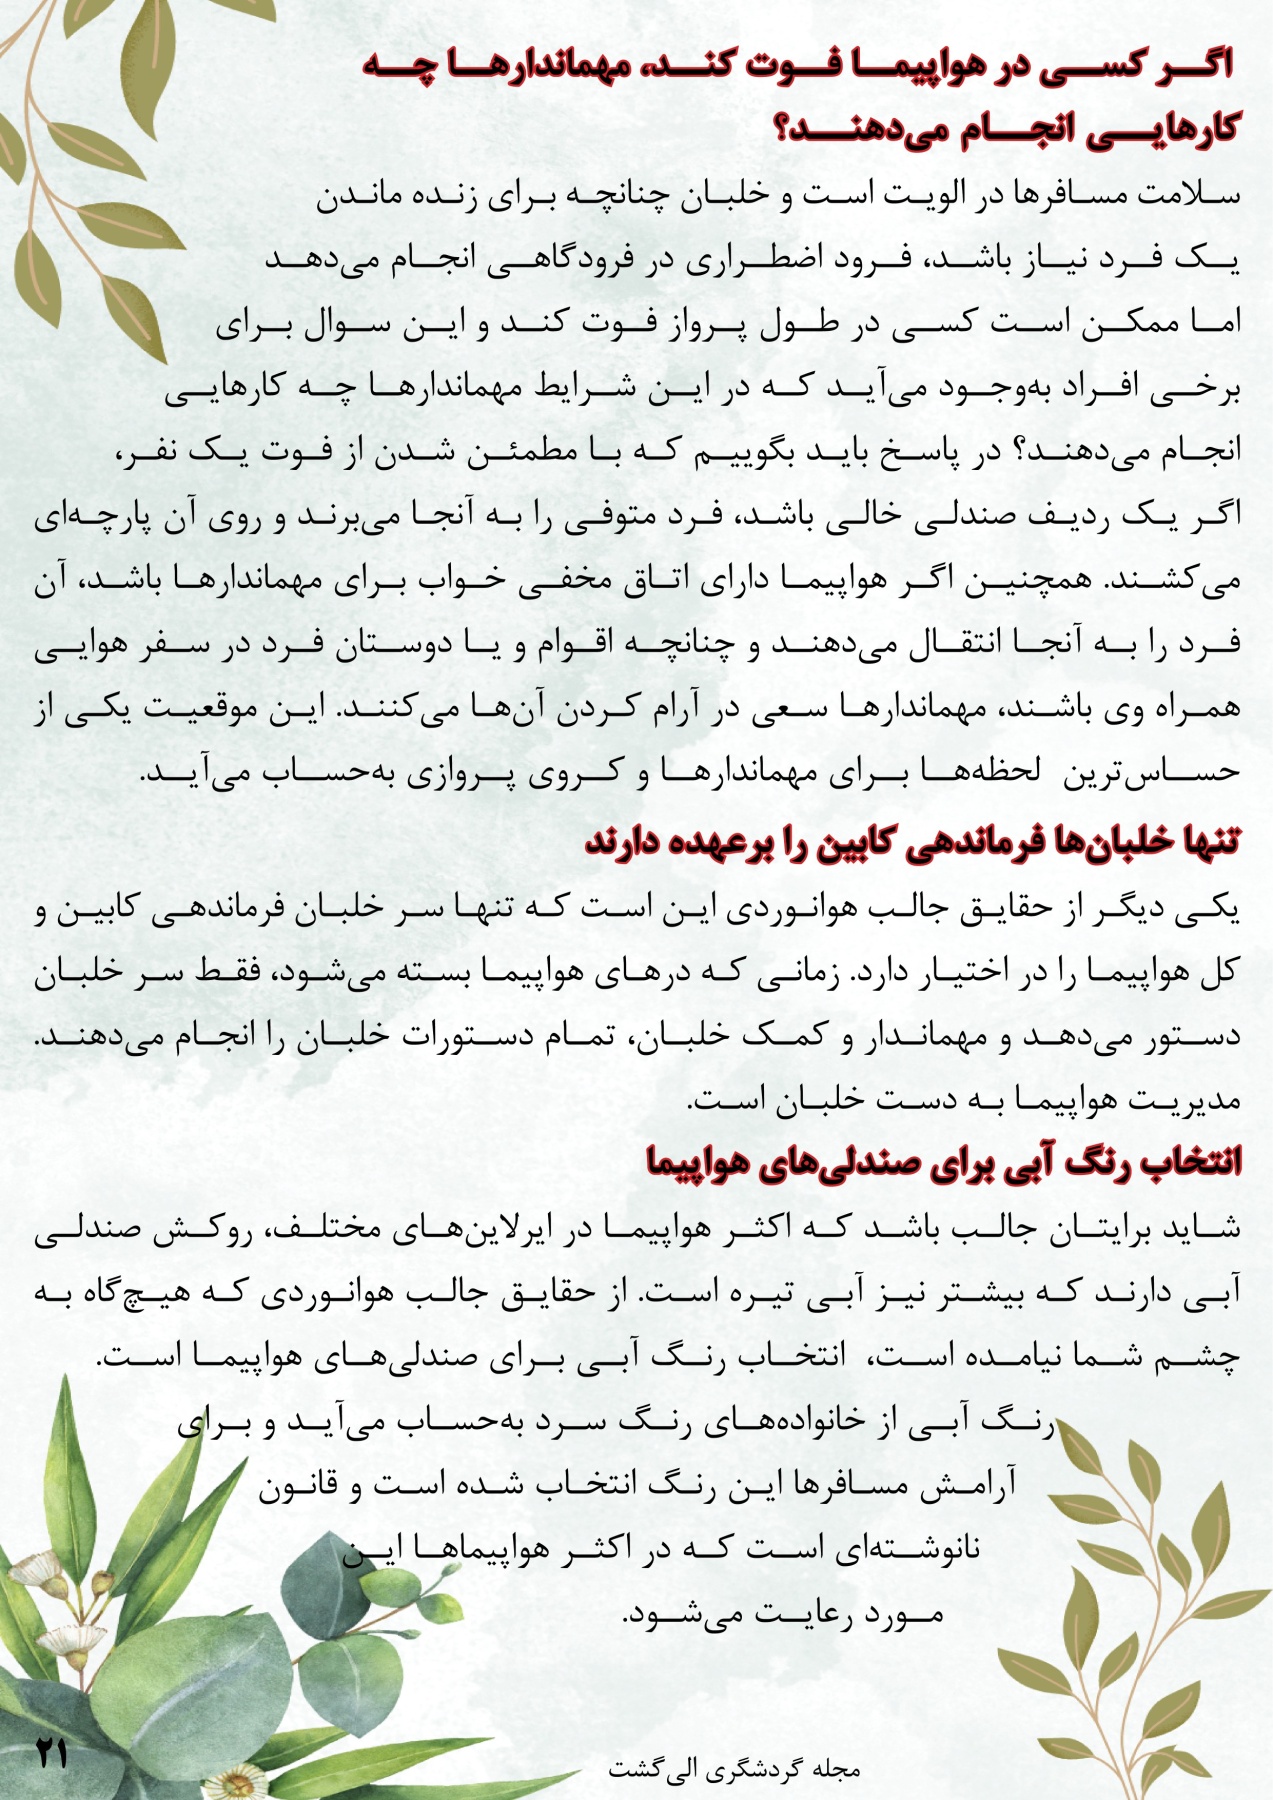 اگر کسی در هواپیما فوت کند، مهماندارها چه
کارهایی انجام می‌دهند؟
سلامت مسافرها در الویت است و خلبان چنانچه برای زنده ماندن
یک فرد نیاز باشد، فرود اضطراری در فرودگاهی انجام می‌دهد
اما ممکن است کسی در طول پرواز فوت کند و این سوال برای
برخی افراد به‌وجود می‌آید که در این شرایط مهماندارها چه کارهایی
انجام می‌دهند؟ در پاسخ باید بگوییم که با مطمئن شدن از فوت یک نفر،
اگر یک ردیف صندلی خالی باشد، فرد متوفی را به آنجا می‌برند و روی آن پارچه‌ای
می‌کشند. همچنین اگر هواپیما دارای اتاق مخفی خواب برای مهماندارها باشد، آن
فرد را به آنجا انتقال می‌دهند و چنانچه اقوام و یا دوستان فرد در سفر هوایی
همراه وی باشند، مهماندارها سعی در آرام کردن آن‌ها می‌کنند. این موقعیت یکی از
حساس‌ترین لحظه‌ها برای مهماندارها و کروی پروازی به‌حساب می‌آید.
تنها خلبان‌ها فرماندهی کابین را برعهده دارند
یکی دیگر از حقایق جالب هوانوردی این است که تنها سر خلبان فرماندهی کابین و
کل هواپیما را در اختیار دارد. زمانی که درهای هواپیما بسته می‌شود، فقط سر خلبان
دستور می‌دهد و مهماندار و کمک خلبان، تمام دستورات خلبان را انجام می‌دهند.
مدیریت هواپیما به دست خلبان است.
انتخاب رنگ آبی برای صندلی‌های هواپیما
شاید برایتان جالب باشد که اکثر هواپیما در ایرلاین‌های مختلف، روکش صندلی
آبی دارند که بیشتر نیز آبی تیره است. از حقایق جالب هوانوردی که هیچ‌گاه به
چشم شما نیامده است، انتخاب رنگ آبی برای صندلی‌های هواپیما است.
رنگ آبی از خانواده‌های رنگ سرد به‌حساب می‌آید و برای
آرامش مسافرها این رنگ انتخاب شده است و قانون
نانوشته‌ای است که در اکثر هواپیماها این
مورد رعایت می‌شود.
مجله گردشگری الی‌گشت
۲۱